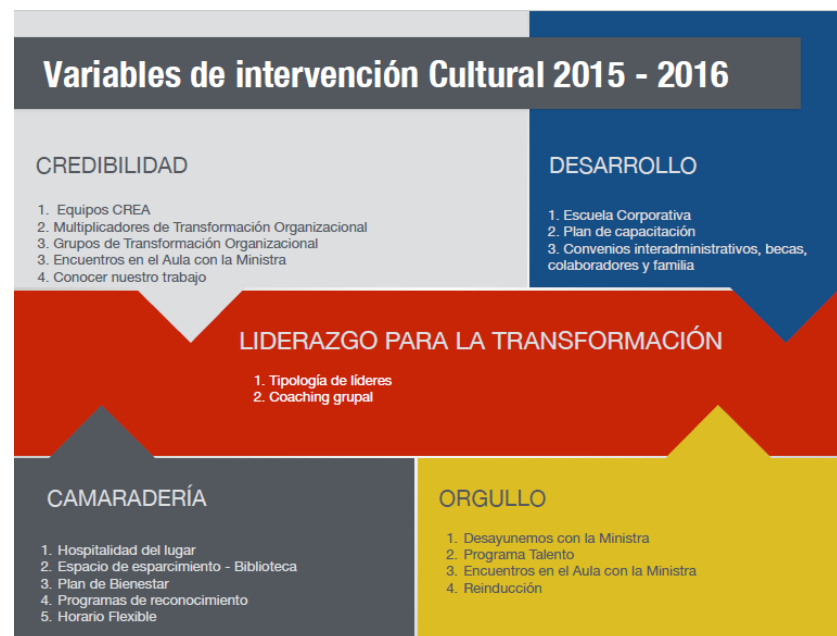 Variables de intervención Cultural 2015 - 2016
CREDIBILIDAD
1. Equipos CREA
2. Multiplicadores de Transformación Organizacional
3. Grupos de Transformación Organizacional
3. Encuentros en el Aula con la Ministra
4. Conocer nuestro trabajo
DESARROLLO
1. Escuela Corporativa
2. Plan de capacitación
3. Convenios interadministrativos, becas,
colaboradores y familia
LIDERAZGO PARA LA TRANSFORMACIÓN
1. Tipología de líderes
2. Coaching grupal
CAMARADERÍA
1. Hospitalidad del lugar
2. Espacio de esparcimiento - Biblioteca
3. Plan de Bienestar
4. Programas de reconocimiento
5. Horario Flexible
ORGULLO
1. Desayunemos con la Ministra
2. Programa Talento
3. Encuentros en el Aula con la Ministra
4. Reinducción